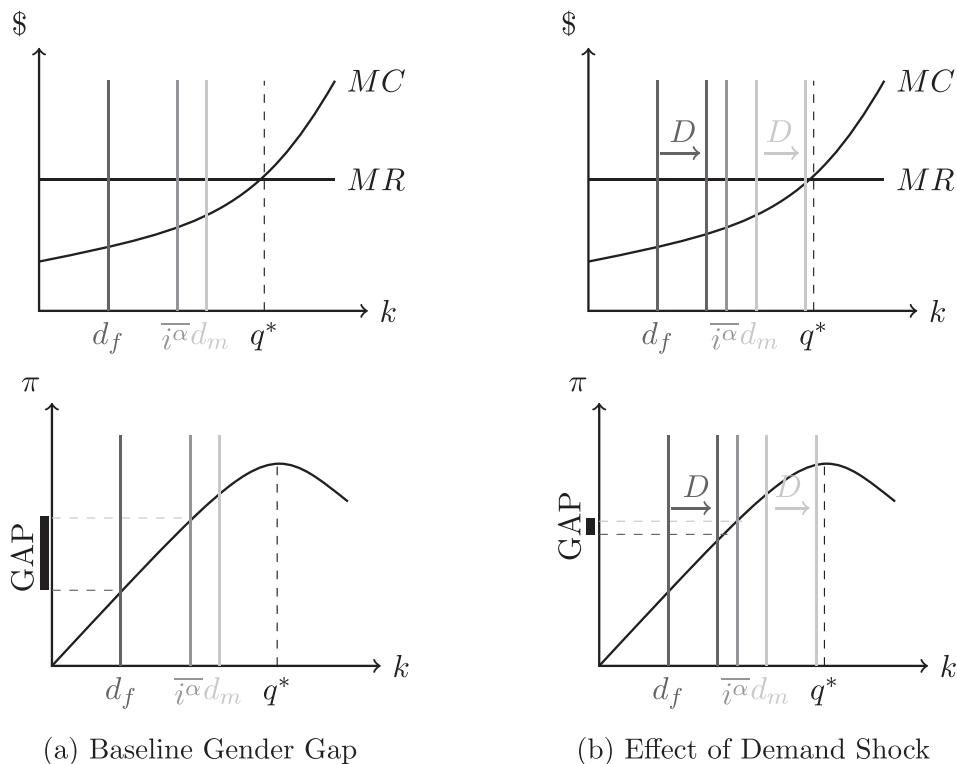 $
MC
MR
k
d_f
\overline{i^α}
d_m
q*
$
D
D
MC
MR
k
d_f
\overline{i^α}
d_m
q*
π
GAP
k
d_f
\overline{i^α}
d_m
q*
π
D
D
GAP
k
d_f
\overline{i^α}
d_m
q*
(a) Baseline Gender Gap
(b) Effect of Demand Shock